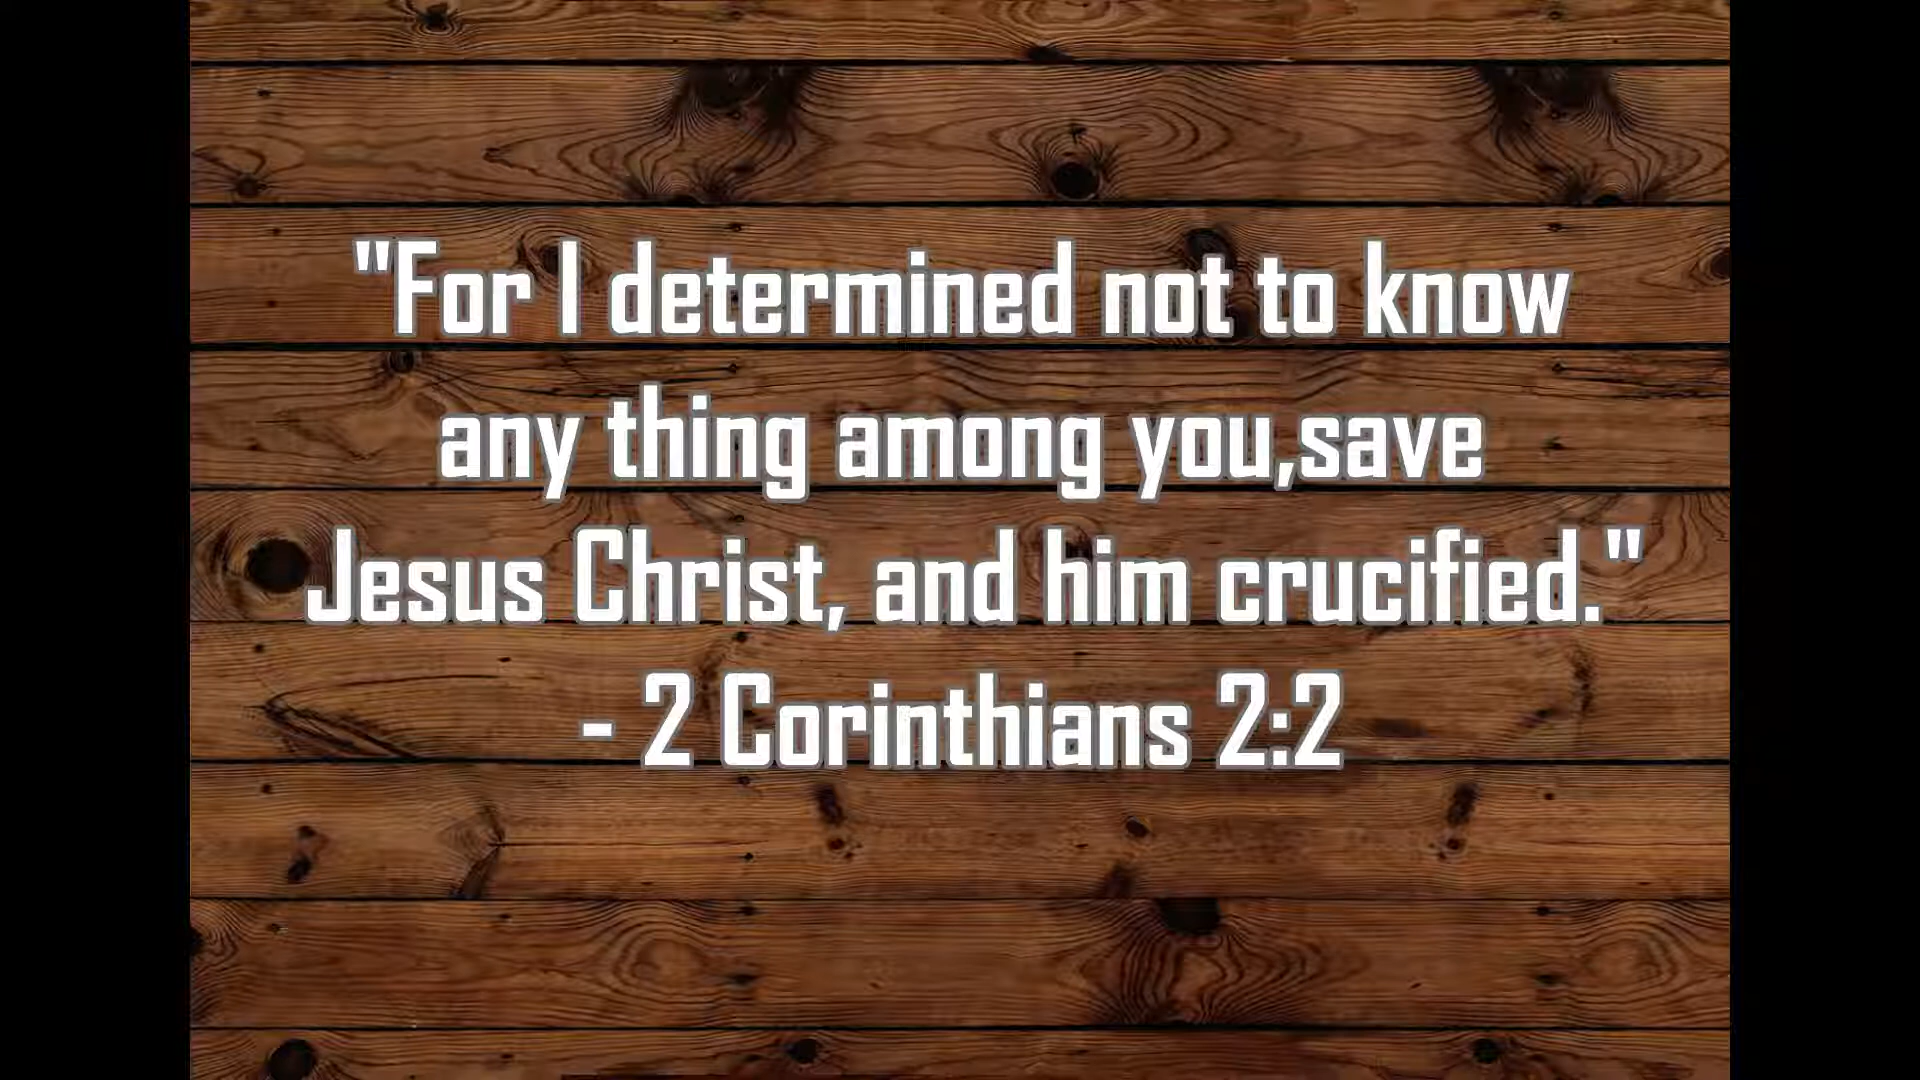 "For I determined not to know
any thing among you,save
Jesus Christ, and him crucified."
- 2 Corinthians 2:2